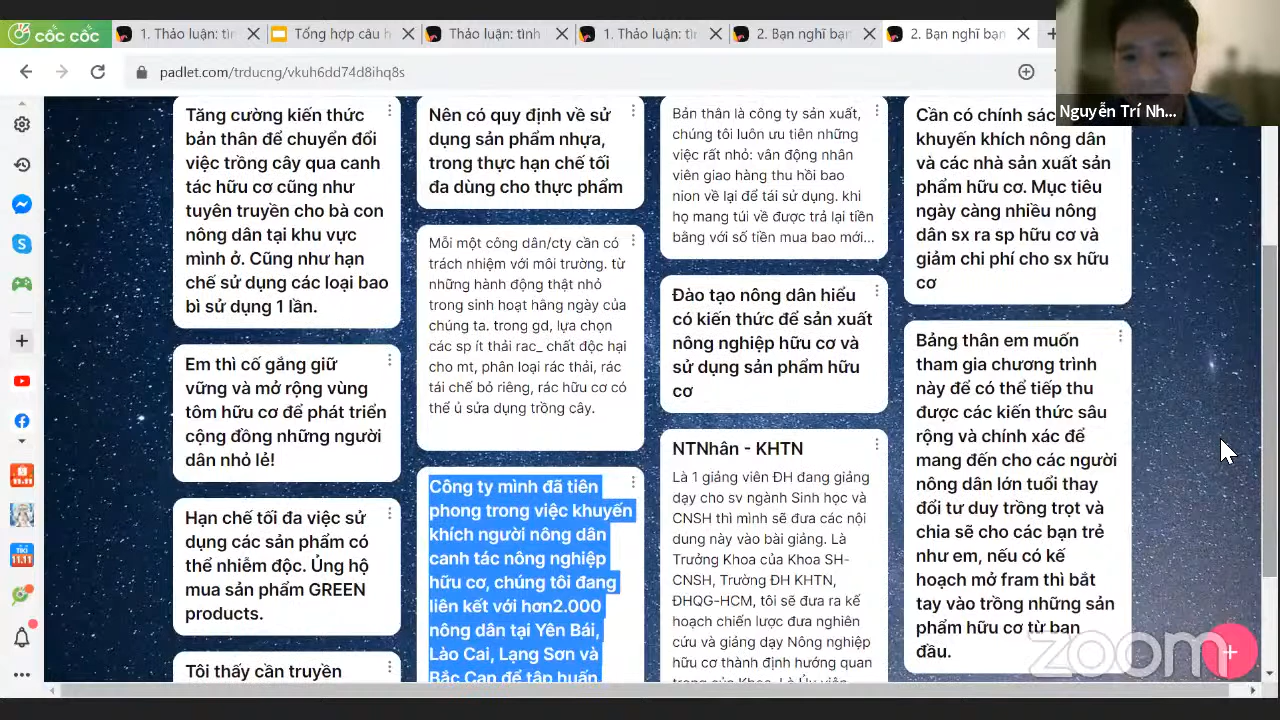 cốc cốc
1. Thảo luận: tìn
Tổng hợp câu h
Thảo luận: tình
1. Thảo luận: tìn
2. Bạn nghĩ bạn
2. Bạn nghĩ bạn
padlet.com/trducng/vkuh6dd74d8ihq8s
Nguyễn Trí Nh...
Tăng cường kiến thức
bản thân để chuyển đổi
việc trồng cây qua canh
tác hữu cơ cũng như
tuyên truyền cho bà con
nông dân tại khu vực
mình ở. Cũng như hạn
chế sử dụng các loại bao
bì sử dụng 1 lần.
Em thì cố gắng giữ
vững và mở rộng vùng
tôm hữu cơ để phát triển
cộng đồng những người
dân nhỏ lẻ!
Hạn chế tối đa việc sử
dụng các sản phẩm có
thể nhiễm độc. Ủng hộ
mua sản phẩm GREEN
products.
Tôi thấy cần truyền
Nên có quy định về sử
dụng sản phẩm nhựa,
trong thực hạn chế tối
đa dùng cho thực phẩm
Mỗi một công dân/cty cần có
trách nhiệm với môi trường. từ
những hành động thật nhỏ
trong sinh hoạt hàng ngày của
chúng ta. trong gd, lựa chọn
các sp ít thải rac_ chất độc hại
cho mt, phân loại rác thải, rác
tái chế bỏ riêng, rác hữu cơ có
thể ủ sửa dụng trồng cây.
Công ty mình đã tiên
phong trong việc khuyến
khích người nông dân
canh tác nông nghiệp
hữu cơ, chúng tôi đang
liên kết với hơn2.000
nông dân tại Yên Bái,
Lào Cai, Lạng Sơn và
Bắc Cạn để tập huấn
Bản thân là công ty sản xuất,
chúng tôi luôn ưu tiên những
việc rất nhỏ: vân động nhân
viên giao hàng thu hồi bao
nion về lại để tái sử dụng. khi
họ mang túi về được trả lại tiền
bằng với số tiền mua bao mới...
Đào tạo nông dân hiểu
có kiến thức để sản xuất
nông nghiệp hữu cơ và
sử dụng sản phẩm hữu
cơ
NTNhân - KHTN
Là 1 giảng viên ĐH đang giảng
dạy cho sv ngành Sinh học và
CNSH thì mình sẽ đưa các nội
dung này vào bài giảng. Là
Trưởng Khoa của Khoa SH-
CNSH, Trường ĐH KHTN,
ĐHQG-HCM, tôi sẽ đưa ra kế
hoạch chiến lược đưa nghiên
cứu và giảng dạy Nông nghiệp
hữu cơ thành định hướng quan
trọng của Khoa. Là Ủy viên
Cần có chính sác
khuyến khích nông dân
và các nhà sản xuất sản
phẩm hữu cơ. Mục tiêu
ngày càng nhiều nông
dân sx ra sp hữu cơ và
giảm chi phí cho sx hữu
cơ
Bảng thân em muốn
tham gia chương trình
này để có thể tiếp thu
được các kiến thức sâu
rộng và chính xác để
mang đến cho các người
nông dân lớn tuổi thay
đổi tư duy trồng trọt và
chia sẽ cho các bạn trẻ
như em, nếu có kế
hoạch mở fram thì bắt
tay vào trồng những sản
phẩm hữu cơ từ ban
đầu.
zoom